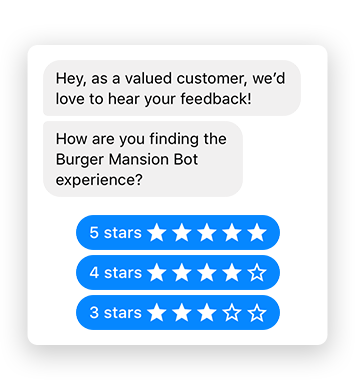 Hey, as a valued customer, we’d
love to hear your feedback!
How are you finding the
Burger Mansion Bot
experience?
5 stars ★★★★★
4 stars ★★★★☆
3 stars ★★★☆☆